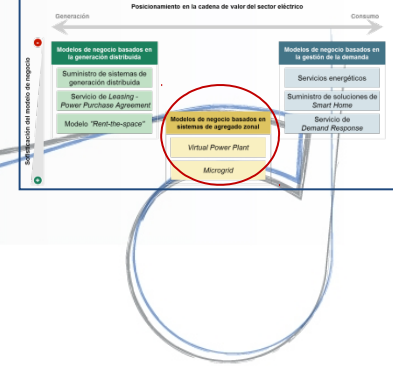 Posicionamiento en la cadena de valor del sector eléctrico
Generación
Consumo
Sofisticación del modelo de negocio
Modelos de negocio basados en
la generación distribuida
Suministro de sistemas de
generación distribuida
Servicio de Leasing -
Power Purchase Agreement
Modelo "Rent-the-space"
Modelos de negocio basados en
sistemas de agregado zonal
Virtual Power Plant
Microgrid
Modelos de negocio basados en
la gestión de la demanda
Servicios energéticos
Suministro de soluciones de
Smart Home
Servicio de
Demand Response